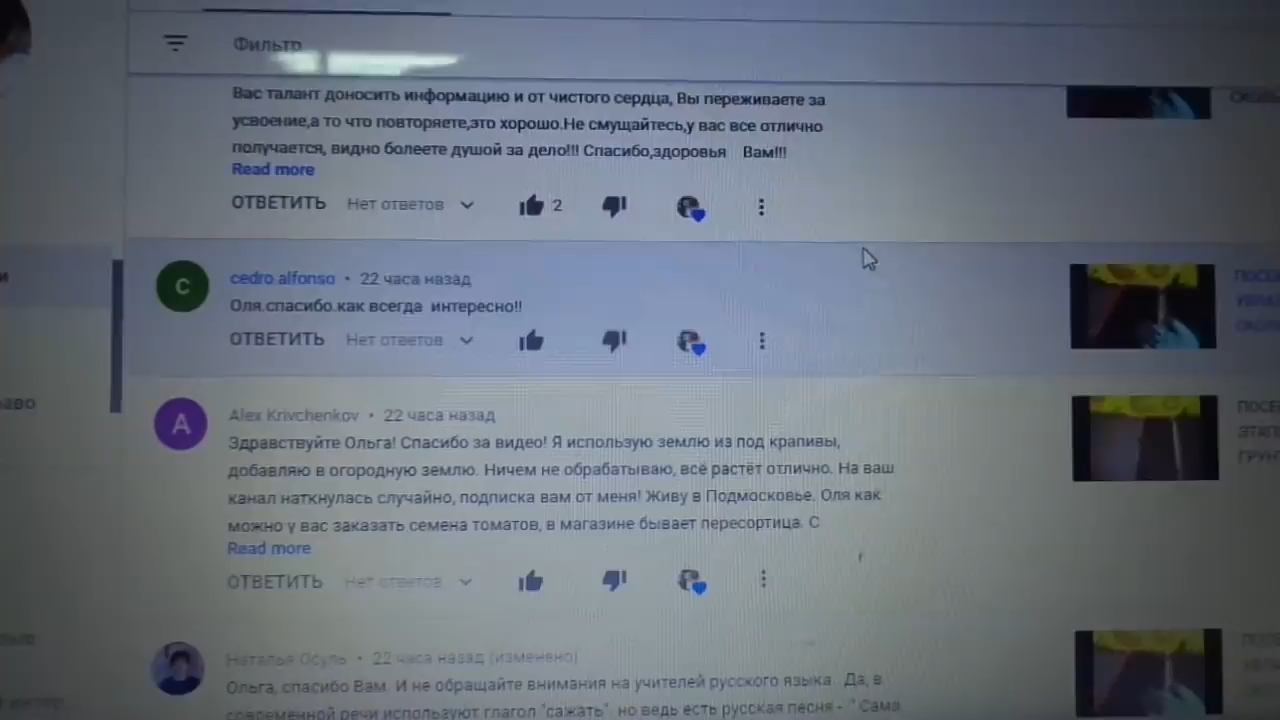 Фильтр
Вас талант доносить информацию и от чистого сердца, Вы переживаете за
усвоение,а то что повторяете,это хорошо.Не смущайтесь,у вас все отлично
получается, видно болеете душой за дело!!! Спасибо,здоровья Вам!!!
Read more
ОТВЕТИТЬ Нет ответов 2
cedro alfonso • 22 часа назад
Оля.спасибо.как всегда интересно!!
ОТВЕТИТЬ Нет ответов
C
A
Alex Krivchenkov • 22 часа назад
Здравствуйте Ольга! Спасибо за видео! Я использую землю из под крапивы,
добавляю в огородную землю. Ничем не обрабатываю, всё растёт отлично. На ваш
канал наткнулась случайно, подписка вам от меня! Живу в Подмосковье. Оля как
можно у вас заказать семена томатов, в магазине бывает пересортица. С
Read more
ОТВЕТИТЬ Нет ответов
Наталья Осуль • 22 часа назад (изменено)
Ольга, спасибо Вам. И не обращайте внимания на учителей русского языка. Да, в
современной речи используют глагол "сажать", но ведь есть русская песня - " Сама